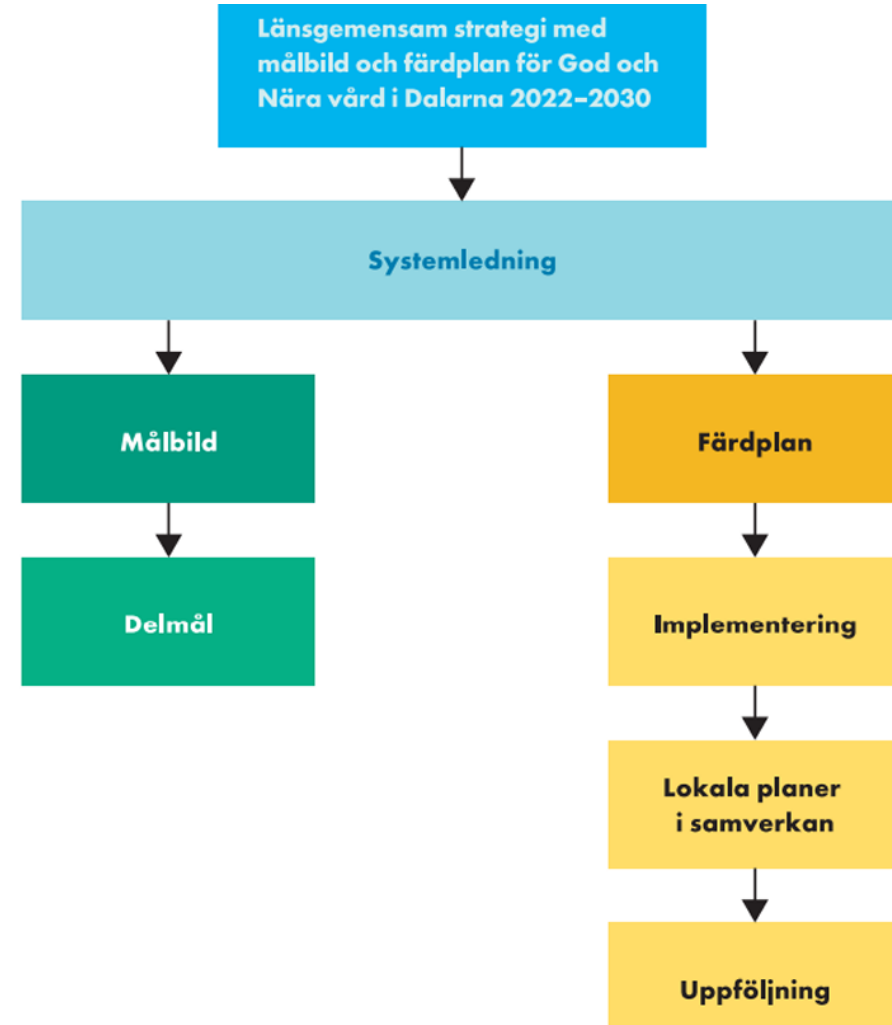 Länsgemensam strategi med
målbild och färdplan för God och
Nära vård i Dalarna 2022–2030
Systemledning
Målbild
Färdplan
Delmål
Implementering
Lokala planer
i samverkan
Uppföljning